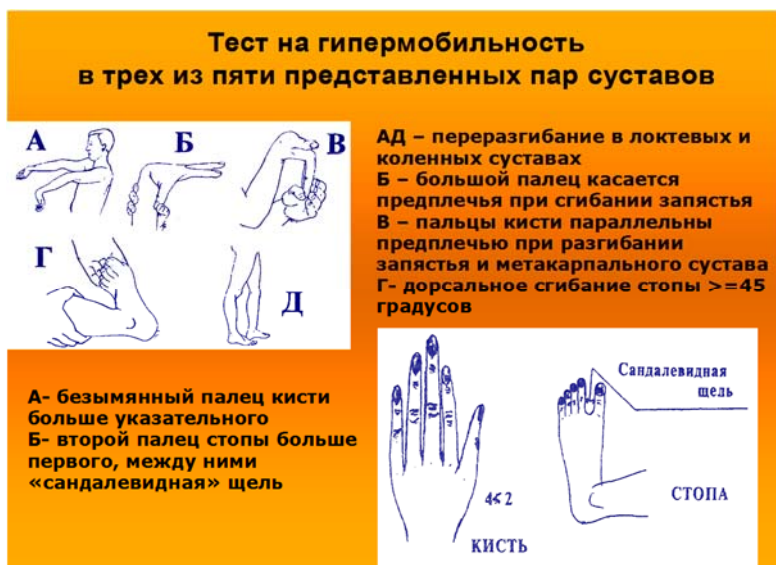 Тест на гипермобильность
в трех из пяти представленных пар суставов
А
Б
В
Г
Д
АД – переразгибание в локтевых и
коленных суставах
Б – большой палец касается
предплечья при сгибании запястья
В – пальцы кисти параллельны
предплечью при разгибании
запястья и метакарпального сустава
Г- дорсальное сгибание стопы >=45
градусов
А- безымянный палец кисти
больше указательного
Б- второй палец стопы больше
первого, между ними
«сандалевидная» щель
4≤2
КИСТЬ
Сандалевидная
щель
СТОПА